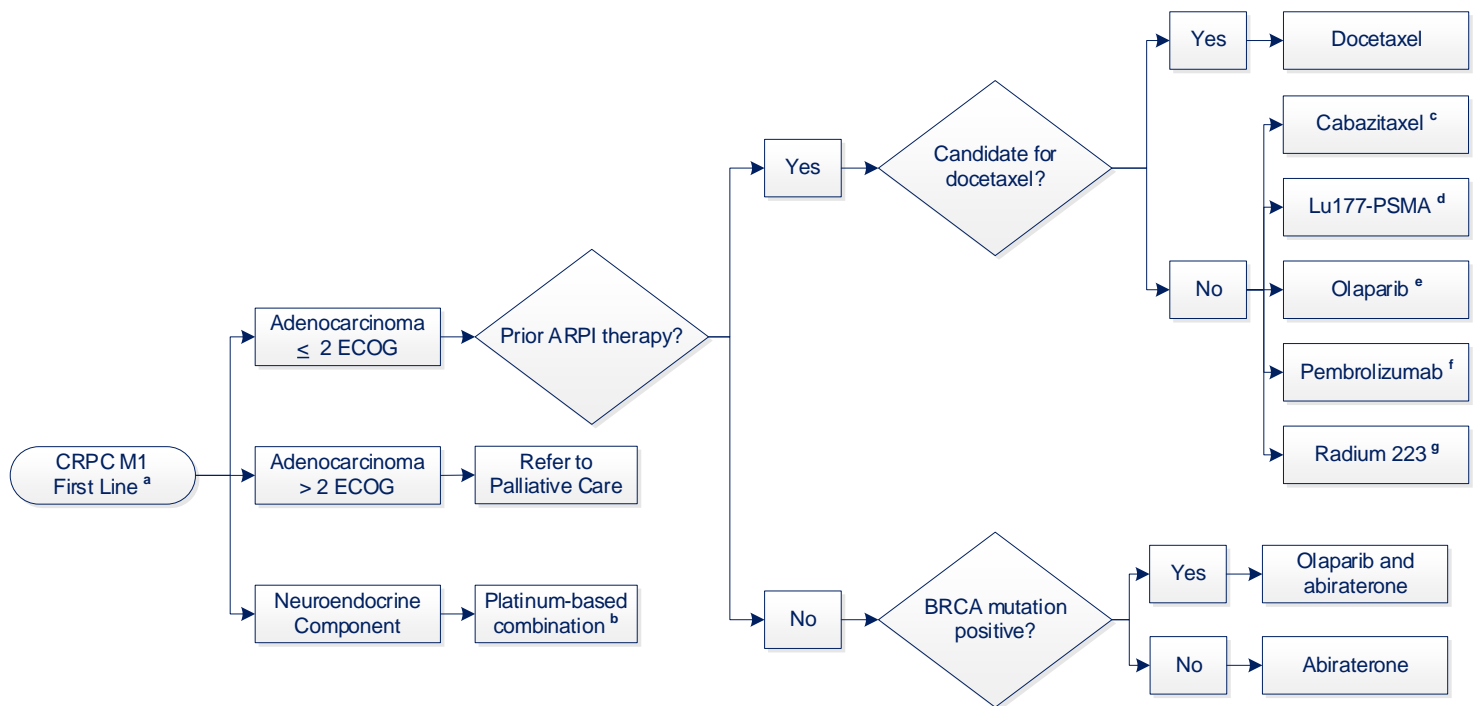 CRPC M1
First Line a
Adenocarcinoma
≤ 2 ECOG
Prior ARPI therapy?
Yes
Candidate for
docetaxel?
Yes
Docetaxel
No
Cabazitaxel c
Lu177-PSMA d
Olaparib e
Pembrolizumab f
Radium 223 g
No
BRCA mutation
positive?
Yes
Olaparib and
abiraterone
No
Abiraterone
Adenocarcinoma
> 2 ECOG
Refer to
Palliative Care
Neuroendocrine
Component
Platinum-based
combination b